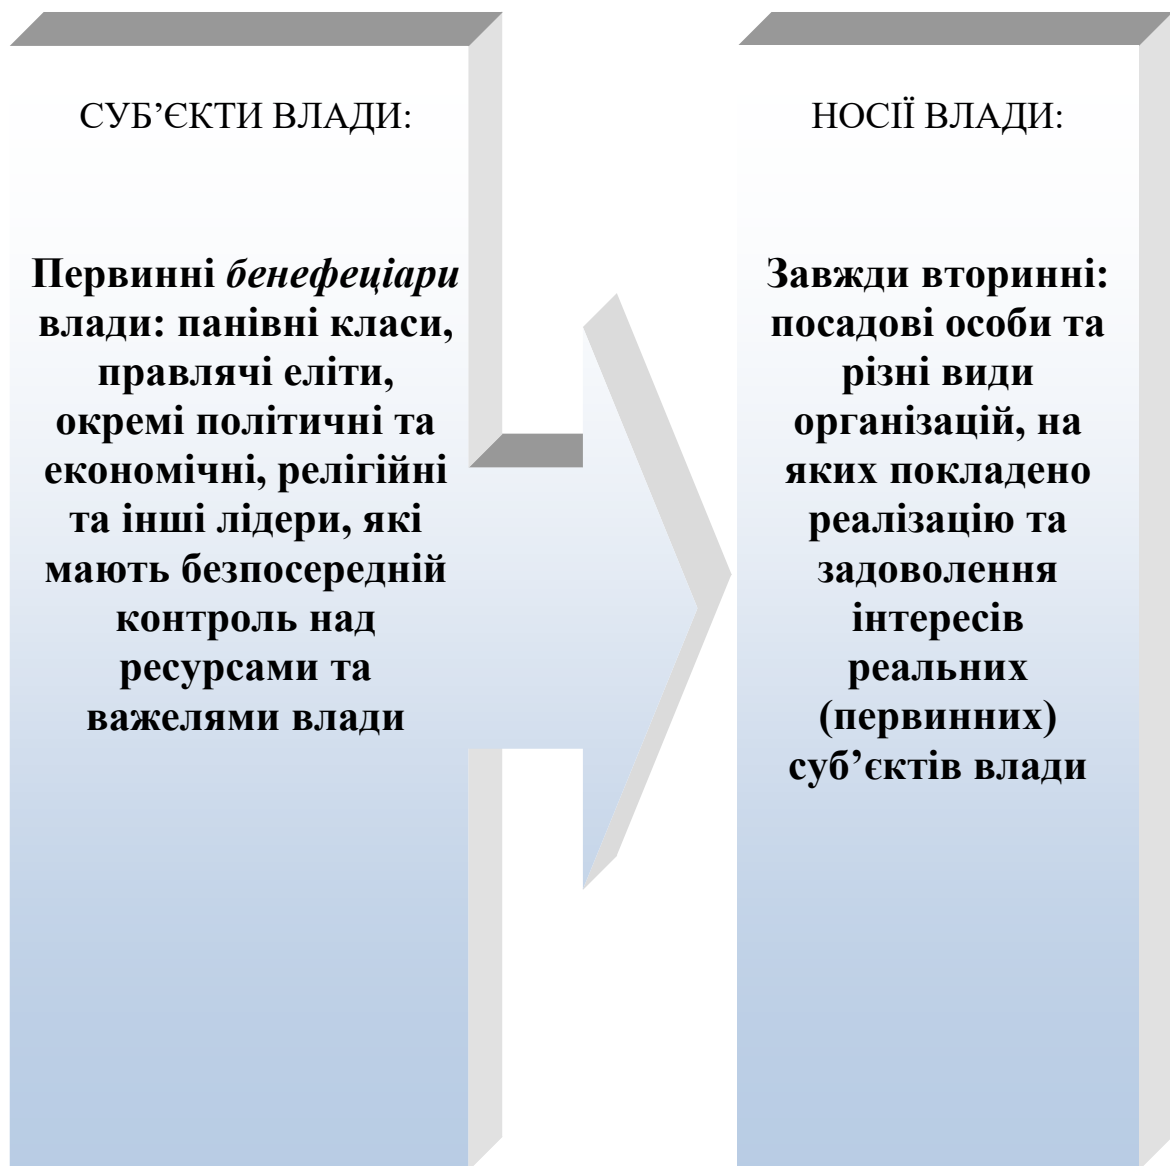 СУБ’ЄКТИ ВЛАДИ:
Первинні бенефеціари
влади: панівні класи,
правлячі еліти,
окремі політичні та
економічні, релігійні
та інші лідери, які
мають безпосередній
контроль над
ресурсами та
важелями влади
НОСІЇ ВЛАДИ:
Завжди вторинні:
посадові особи та
різні види
організацій, на
яких покладено
реалізацію та
задоволення
інтересів
реальних
(первинних)
суб’єктів влади